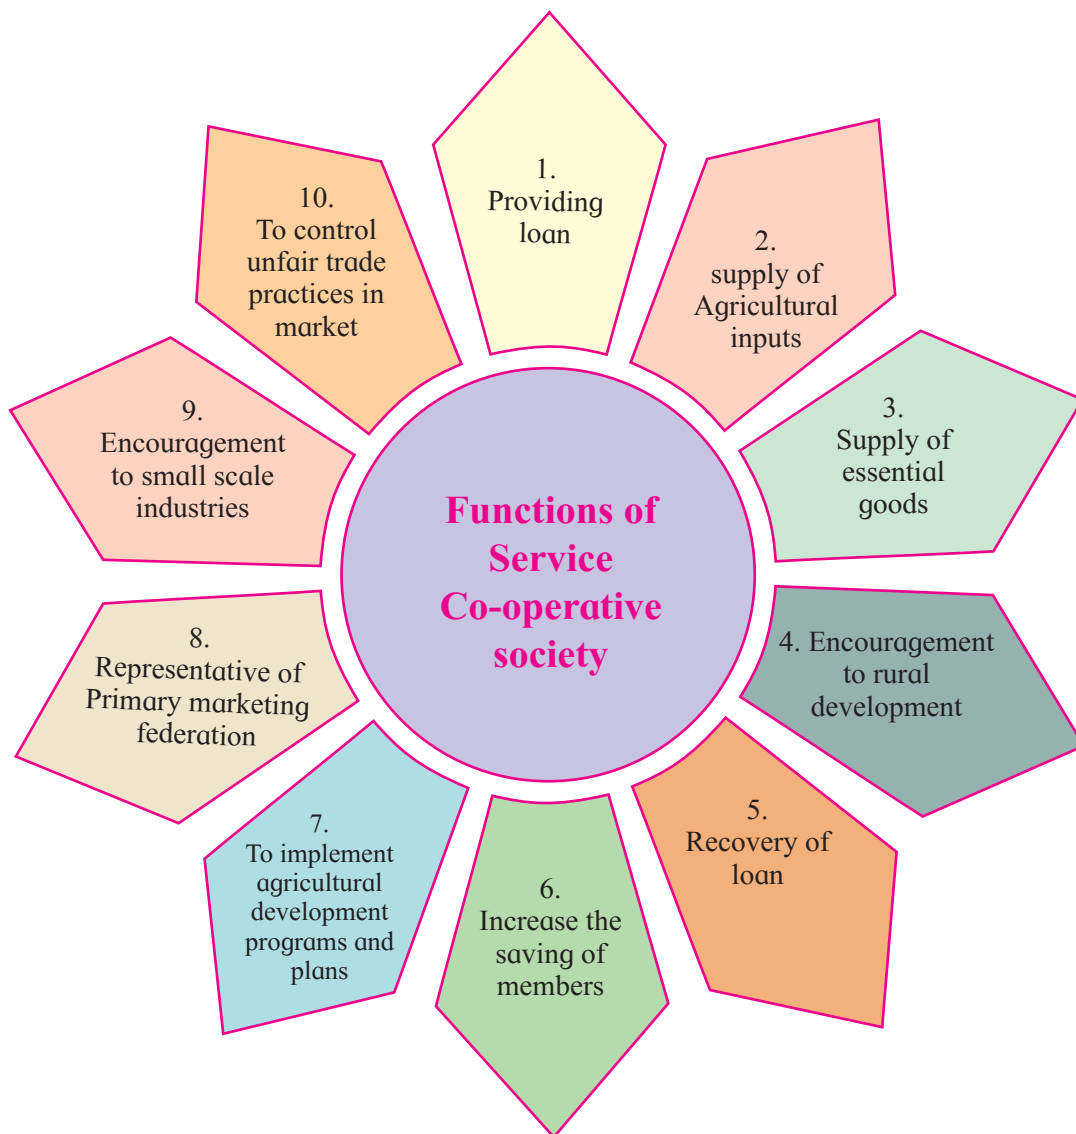 Functions of
Service
Co-operative
society
1.
Providing
loan
2.
supply of
Agricultural
inputs
3.
Supply of
essential
goods
4. Encouragement
to rural
development
5.
Recovery of
loan
6.
Increase the
saving of
members
7.
To implement
agricultural
development
programs and
plans
8.
Representative of
Primary marketing
federation
9.
Encouragement
to small scale
industries
10.
To control
unfair trade
practices in
market